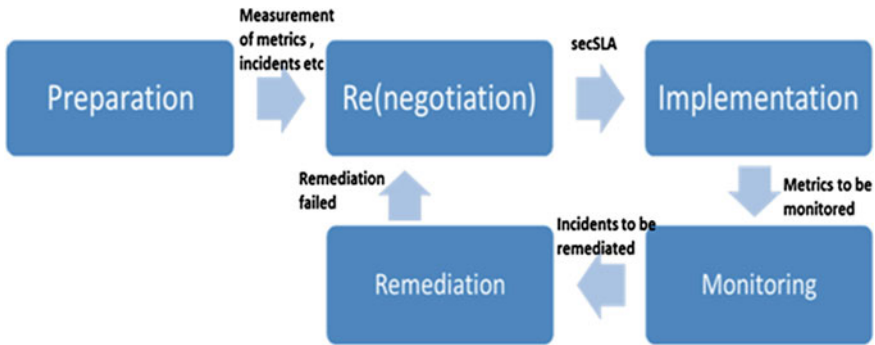 Preparation
Measurement
of metrics ,
incidents etc
Re(negotiation)
secSLA
Implementation
Metrics to be
monitored
Monitoring
Incidents to be
remediated
Remediation
Remediation
failed